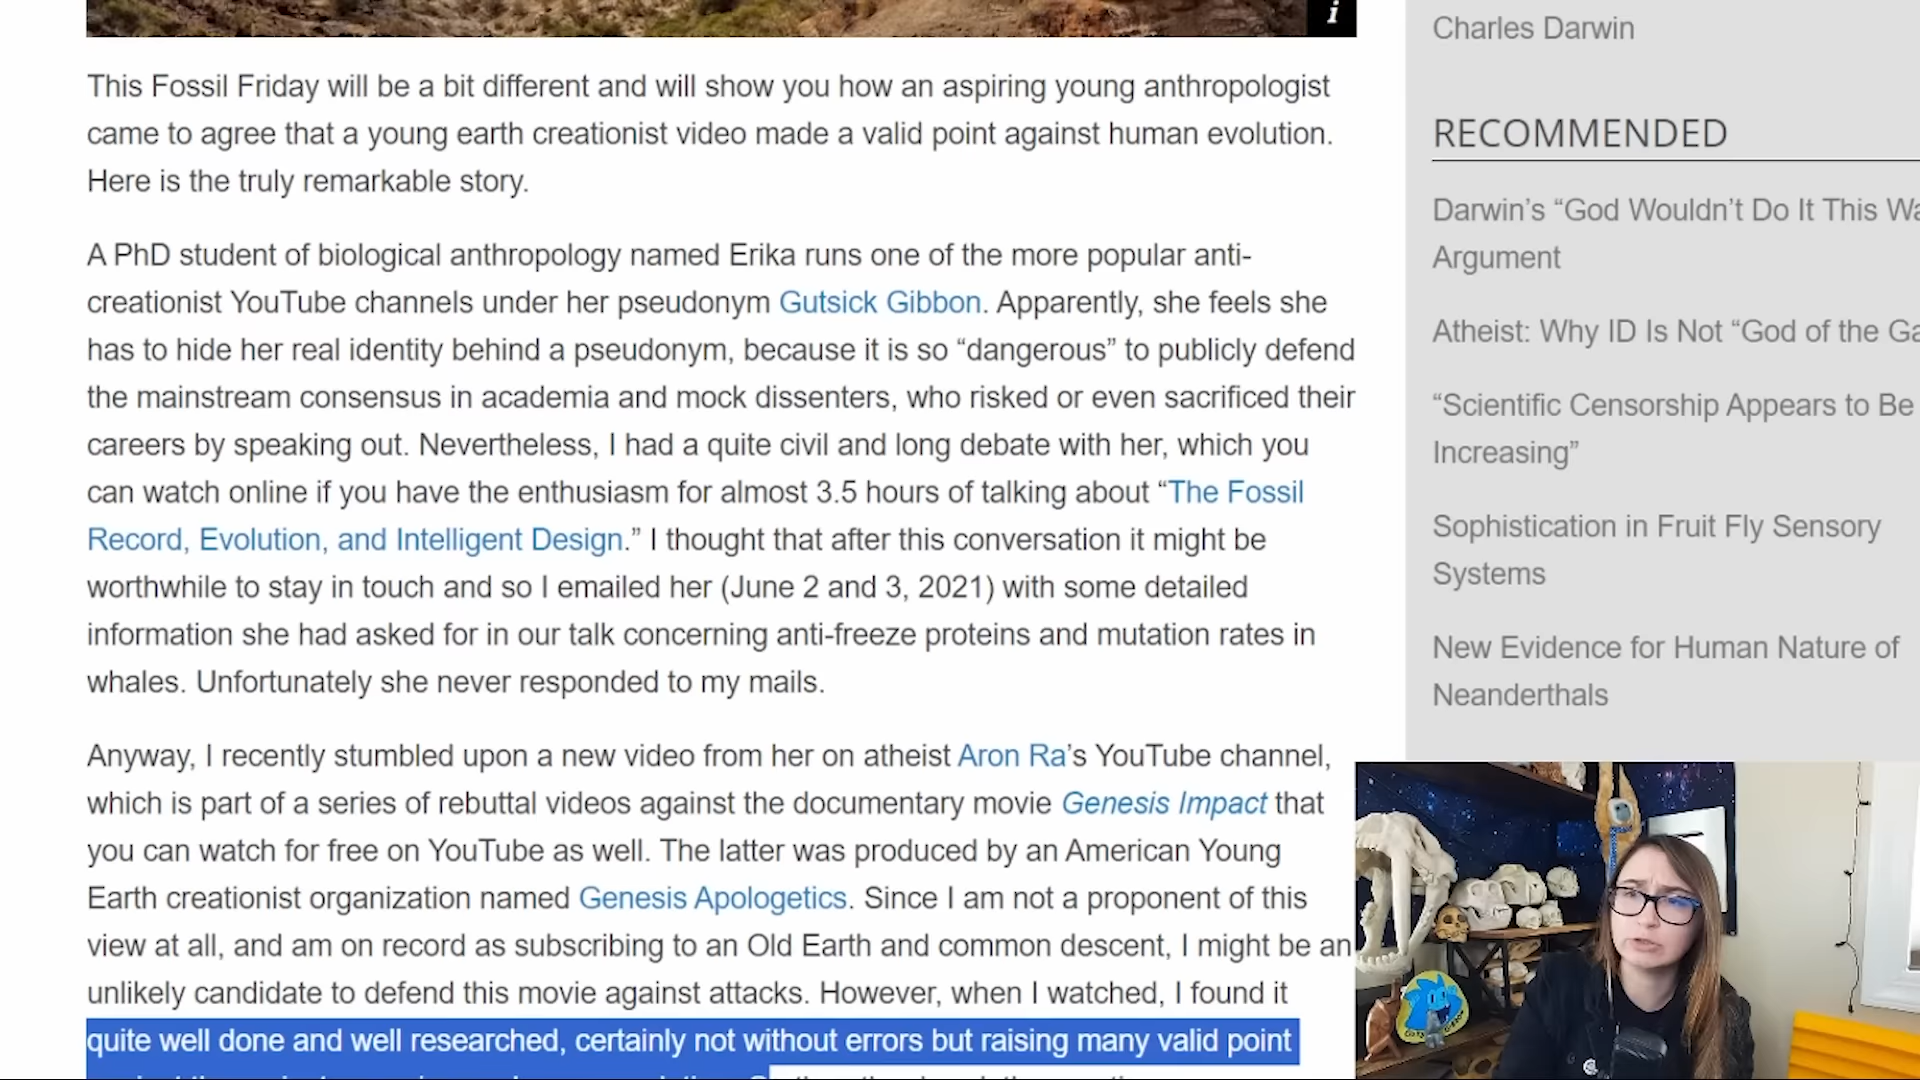 This Fossil Friday will be a bit different and will show you how an aspiring young anthropologist
came to agree that a young earth creationist video made a valid point against human evolution.
Here is the truly remarkable story.
A PhD student of biological anthropology named Erika runs one of the more popular anti-
creationist YouTube channels under her pseudonym Gutsick Gibbon. Apparently, she feels she
has to hide her real identity behind a pseudonym, because it is so “dangerous” to publicly defend
the mainstream consensus in academia and mock dissenters, who risked or even sacrificed their
careers by speaking out. Nevertheless, I had a quite civil and long debate with her, which you
can watch online if you have the enthusiasm for almost 3.5 hours of talking about “The Fossil
Record, Evolution, and Intelligent Design.” I thought that after this conversation it might be
worthwhile to stay in touch and so I emailed her (June 2 and 3, 2021) with some detailed
information she had asked for in our talk concerning anti-freeze proteins and mutation rates in
whales. Unfortunately she never responded to my mails.
Anyway, I recently stumbled upon a new video from her on atheist Aron Ra’s YouTube channel,
which is part of a series of rebuttal videos against the documentary movie Genesis Impact that
you can watch for free on YouTube as well. The latter was produced by an American Young
Earth creationist organization named Genesis Apologetics. Since I am not a proponent of this
view at all, and am on record as subscribing to an Old Earth and common descent, I might be an
unlikely candidate to defend this movie against attacks. However, when I watched, I found it
quite well done and well researched, certainly not without errors but raising many valid point
i
Charles Darwin
RECOMMENDED
Darwin’s “God Wouldn’t Do It This
Argument
Atheist: Why ID Is Not “God of the
“Scientific Censorship Appears to Be
Increasing”
Sophistication in Fruit Fly Sensory
Systems
New Evidence for Human Nature of
Neanderthals